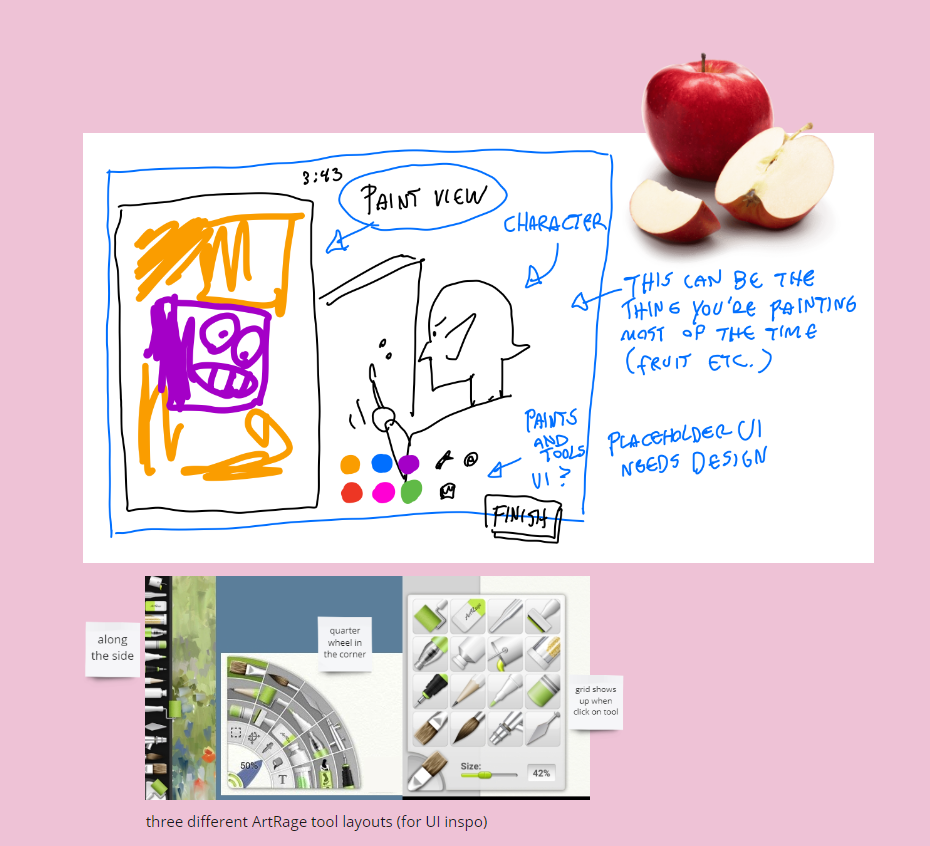 3:43
PAINT VIEW
CHARACTER
THIS CAN BE THE
THING YOU'RE PAINTING
MOST OF THE TIME
(FRUIT ETC.)
PAINTS
AND
TOOLS
UI?
PLACEHOLDER UI
NEEDS DESIGN
FINISH
along
the side
quarter
wheel in
the corner
50%
T
ArtRage
grid shows
up when
click on tool
Size:
42%
three different ArtRage tool layouts (for UI inspo)